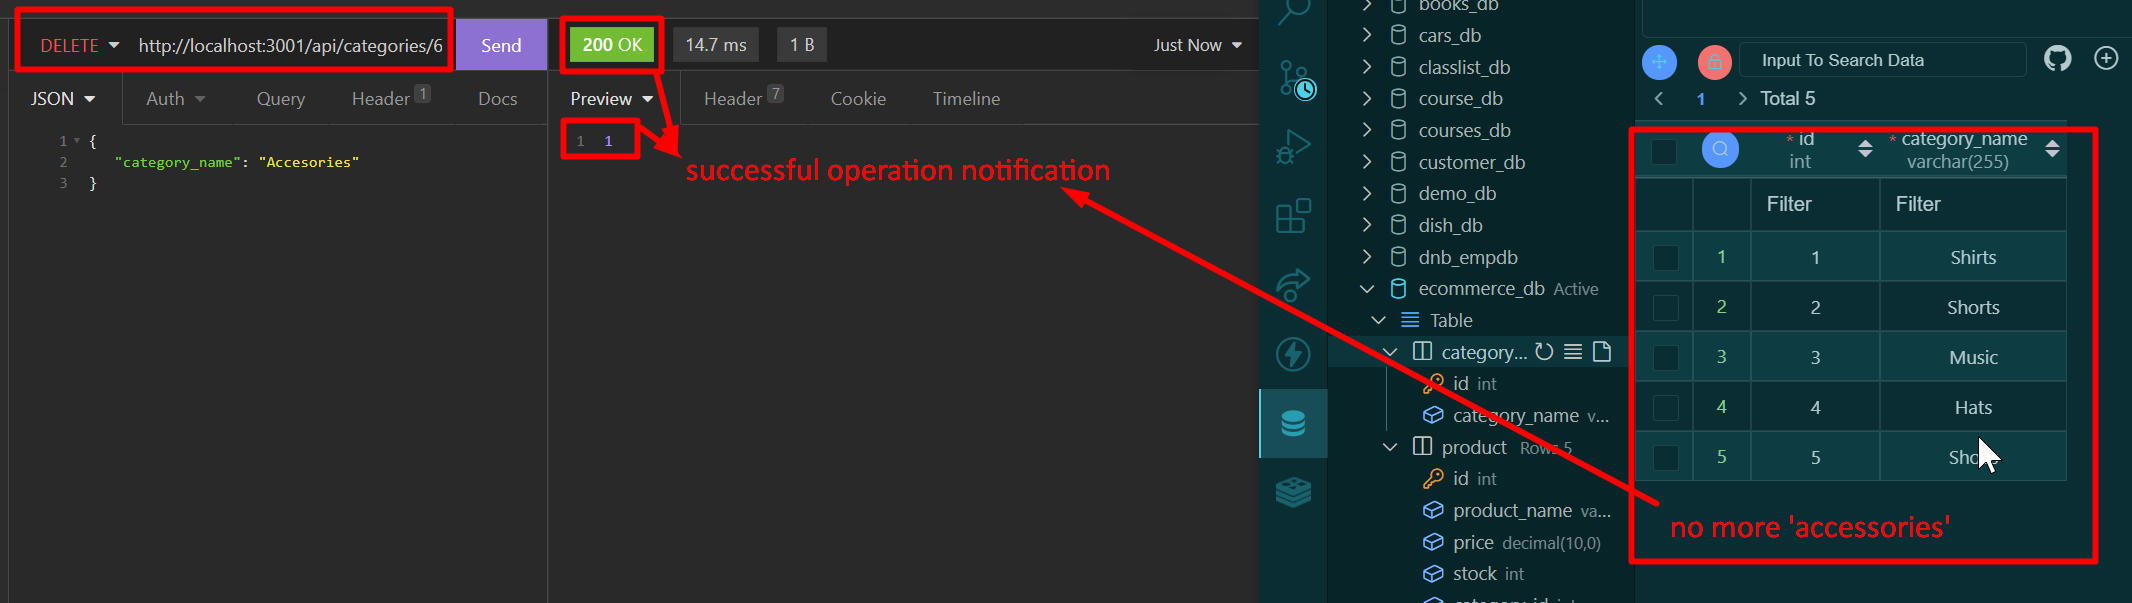 DELETE http://localhost:3001/api/categories/6 Send 200 OK 14.7 ms 1 B Just Now
JSON Auth Query Header 1 Docs Preview Header 7 Cookie Timeline
1 {
2 "category_name": "Accesories"
3 }
1 1
successful operation notification
books_db
cars_db
classlist_db
course_db
courses_db
customer_db
demo_db
dish_db
dnb_empdb
ecommerce_db Active
Table
category...
id int
category_name v...
product Rows 5
id int
product_name va...
price decimal(10,0)
stock int
Input To Search Data
1 Total 5
* id * category_name
int varchar(255)
Filter Filter
1 1 Shirts
2 2 Shorts
3 3 Music
4 4 Hats
5 5
no more 'accessories'